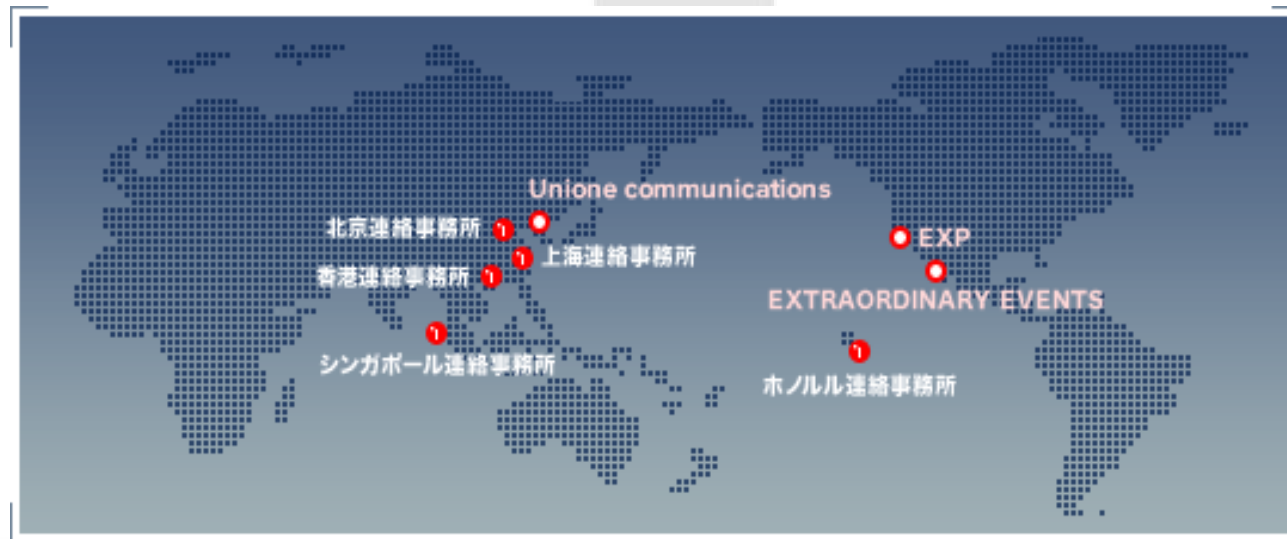 Unione communications
北京連絡事務所
EXP
上海連絡事務所
香港連絡事務所
EXTRAORDINARY EVENTS
シンガポール連絡事務所
ホノルル連絡事務所